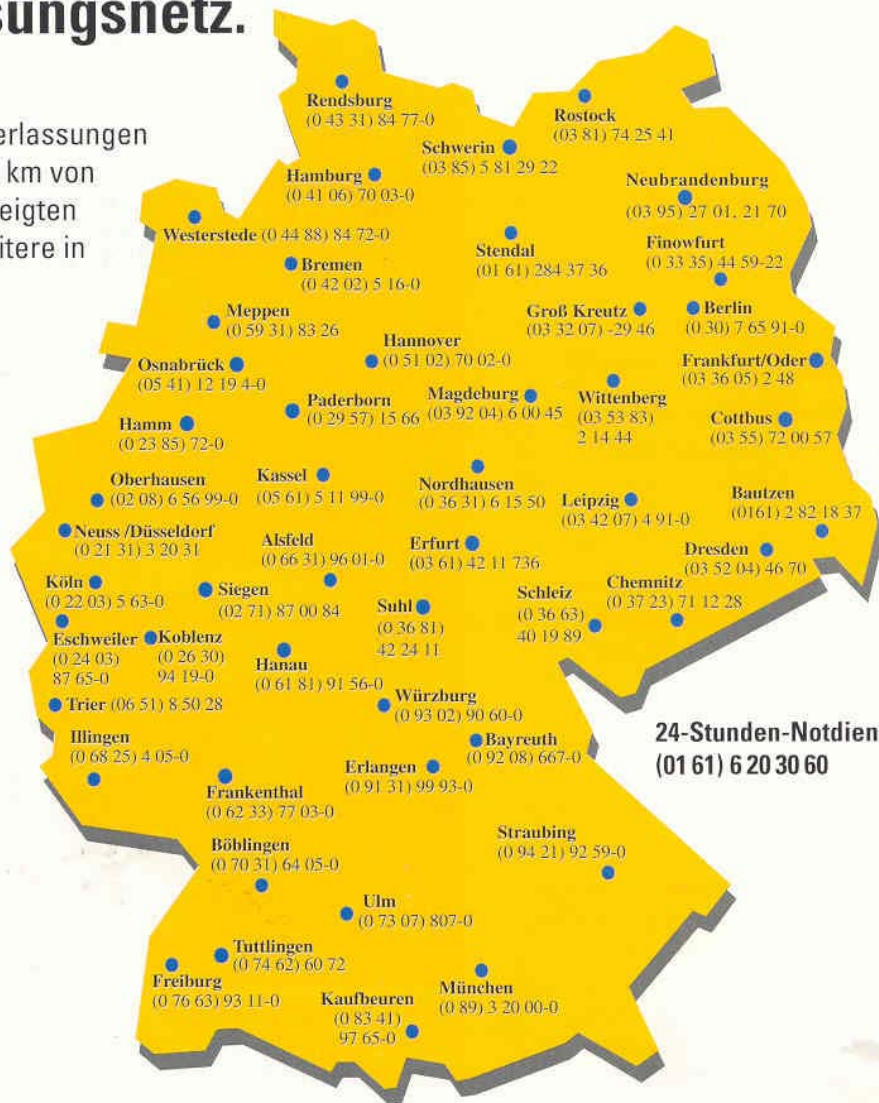 sungsnetz.
erlassungen
km von
eigten
itere in
Rendsburg
(0 43 31) 84 77-0
Rostock
(03 81) 74 25 41
Schwerin
(03 85) 5 81 29 22
Hamburg
(0 41 06) 70 03-0
Neubrandenburg
(03 95) 27 01, 21 70
Westerstede (0 44 88) 84 72-0
Stendal
(01 61) 284 37 36
Finowfurt
(0 33 35) 44 59-22
Bremen
(0 42 02) 5 16-0
Meppen
(0 59 31) 83 26
Groß Kreutz
(03 32 07) -29 46
Berlin
(0 30) 7 65 91-0
Hannover
(0 51 02) 70 02-0
Osnabrück
(05 41) 12 19 4-0
Frankfurt/Oder
(03 36 05) 2 48
Paderborn
(0 29 57) 15 66
Magdeburg
(03 92 04) 6 00 45
Wittenberg
(03 53 83)
2 14 44
Hamm
(0 23 85) 72-0
Cottbus
(03 55) 72 00 57
Oberhausen
(02 08) 6 56 99-0
Kassel
(05 61) 5 11 99-0
Nordhausen
(0 36 31) 6 15 50
Leipzig
(03 42 07) 4 91-0
Bautzen
(0161) 2 82 18 37
Neuss /Düsseldorf
(0 21 31) 3 20 31
Alsfeld
(0 66 31) 96 01-0
Erfurt
(03 61) 42 11 736
Dresden
(03 52 04) 46 70
Köln
(0 22 03) 5 63-0
Siegen
(02 71) 87 00 84
Suhl
(0 36 81)
42 24 11
Schleiz
(0 36 63)
40 19 89
Chemnitz
(0 37 23) 71 12 28
Eschweiler
(0 24 03)
87 65-0
Koblenz
(0 26 30)
94 19-0
Hanau
(0 61 81) 91 56-0
Trier (06 51) 8 50 28
Würzburg
(0 93 02) 90 60-0
Illingen
(0 68 25) 4 05-0
Bayreuth
(0 92 08) 667-0
24-Stunden-Notdien
(01 61) 6 20 30 60
Frankenthal
(0 62 33) 77 03-0
Erlangen
(0 91 31) 99 93-0
Böblingen
(0 70 31) 64 05-0
Straubing
(0 94 21) 92 59-0
Ulm
(0 73 07) 807-0
Tuttlingen
(0 74 62) 60 72
Freiburg
(0 76 63) 93 11-0
Kaufbeuren
(0 83 41)
97 65-0
München
(0 89) 3 20 00-0